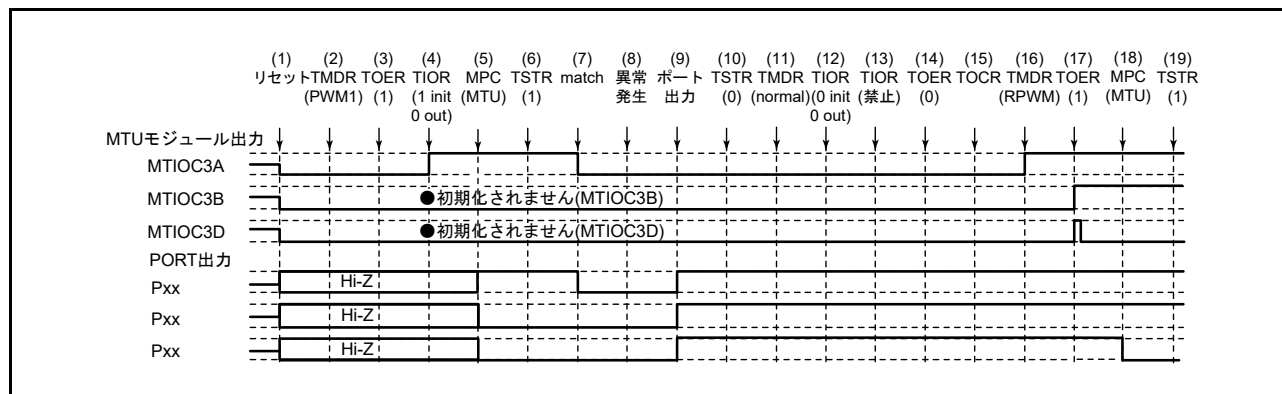 (1) (2) (3) (4) (5) (6) (7) (8) (9) (10) (11) (12) (13) (14) (15) (16) (17) (18) (19)
リセット TMDR TOER TIOR MPC TSTR match 異常 ポート TSTR TMDR TIOR TIOR TOER TOCR TMDR TOER MPC TSTR
(PWM1) (1) (1 init (MTU) (1) 発生 出力 (0) (normal) (0 init (禁止) (0) (RPWM) (1) (MTU) (1)
0 out) 0 out)
MTUモジュール出力
MTIOC3A
MTIOC3B ●初期化されません(MTIOC3B)
MTIOC3D ●初期化されません(MTIOC3D)
PORT出力
Pxx Hi-Z
Pxx Hi-Z
Pxx Hi-Z